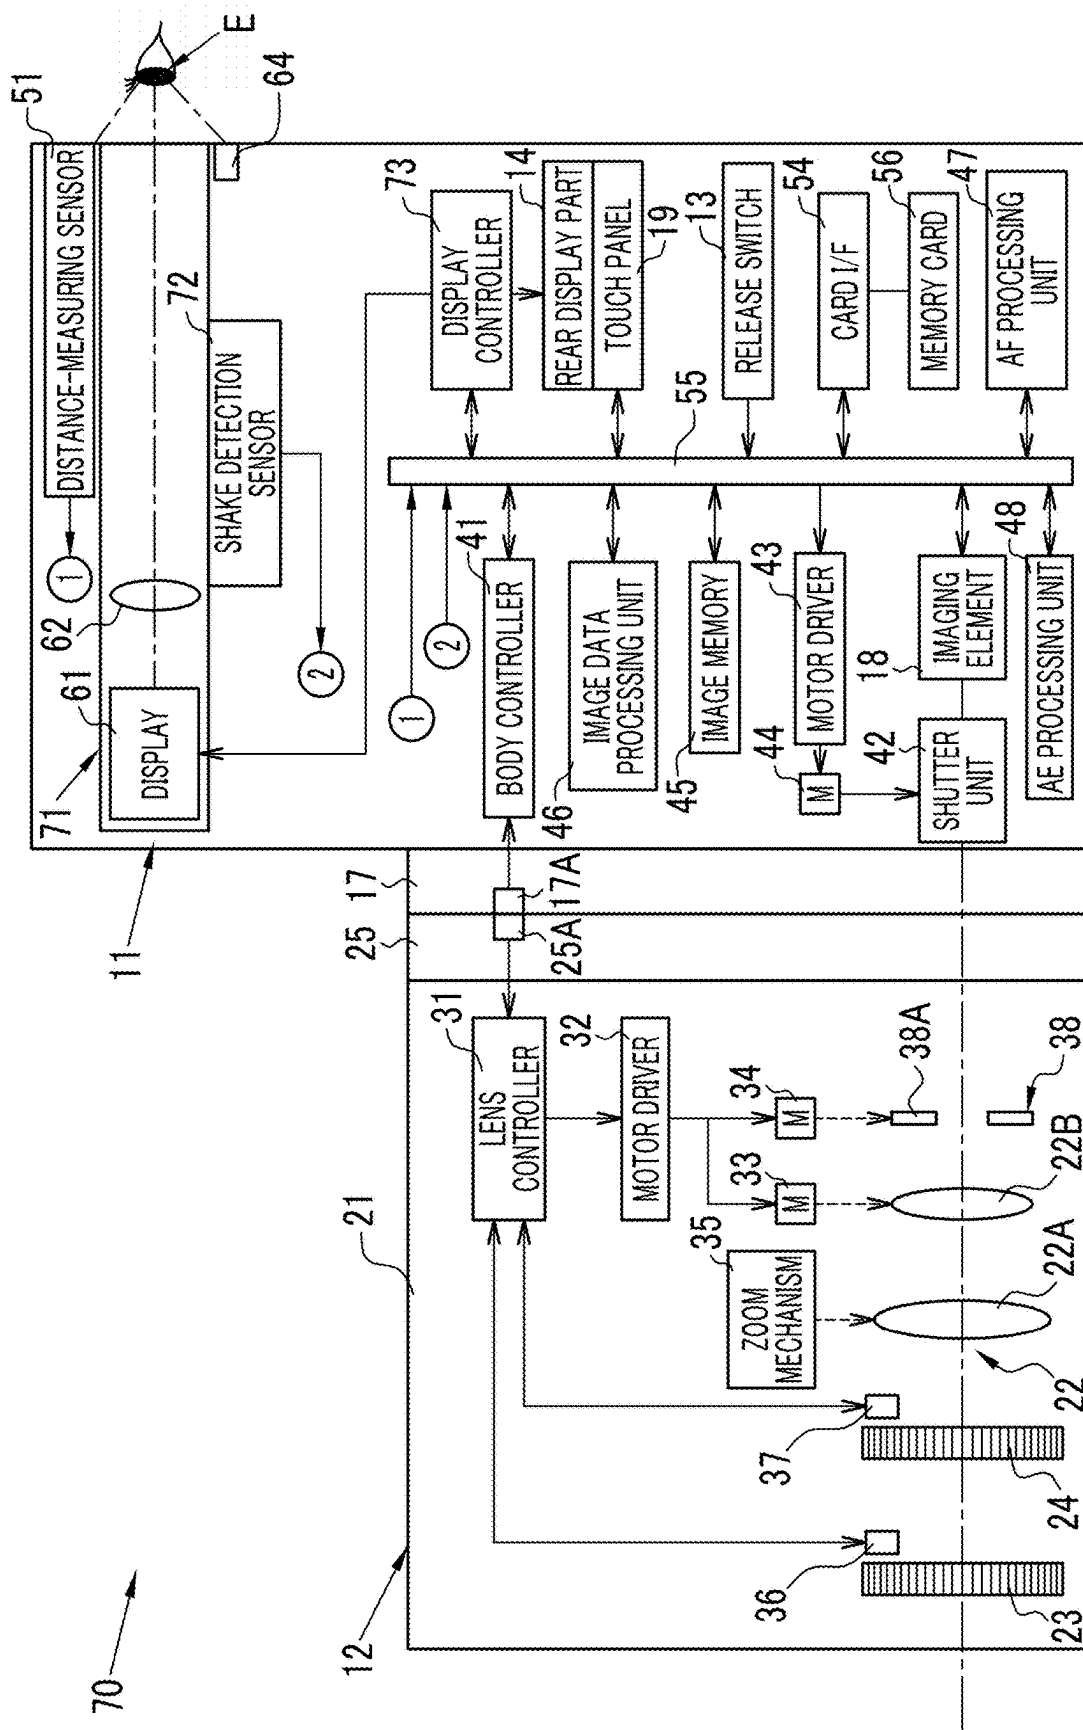 70
12
21
25
17
11
71
61
62
DISPLAY
1
DISTANCE-MEASURING SENSOR
51
E
64
72
SHAKE DETECTION
SENSOR
2
1
2
73
DISPLAY
CONTROLLER
14
REAR DISPLAY PART
TOUCH PANEL
19
13
RELEASE SWITCH
54
CARD I/F
56
MEMORY CARD
47
AF PROCESSING
UNIT
55
41
BODY CONTROLLER
46
IMAGE DATA
PROCESSING UNIT
45
IMAGE MEMORY
43
MOTOR DRIVER
44
M
18
IMAGING
ELEMENT
42
SHUTTER
UNIT
48
AE PROCESSING UNIT
17A
25A
31
LENS
CONTROLLER
32
MOTOR DRIVER
34
M
33
M
35
ZOOM
MECHANISM
38A
38
22B
22A
22
37
24
36
23